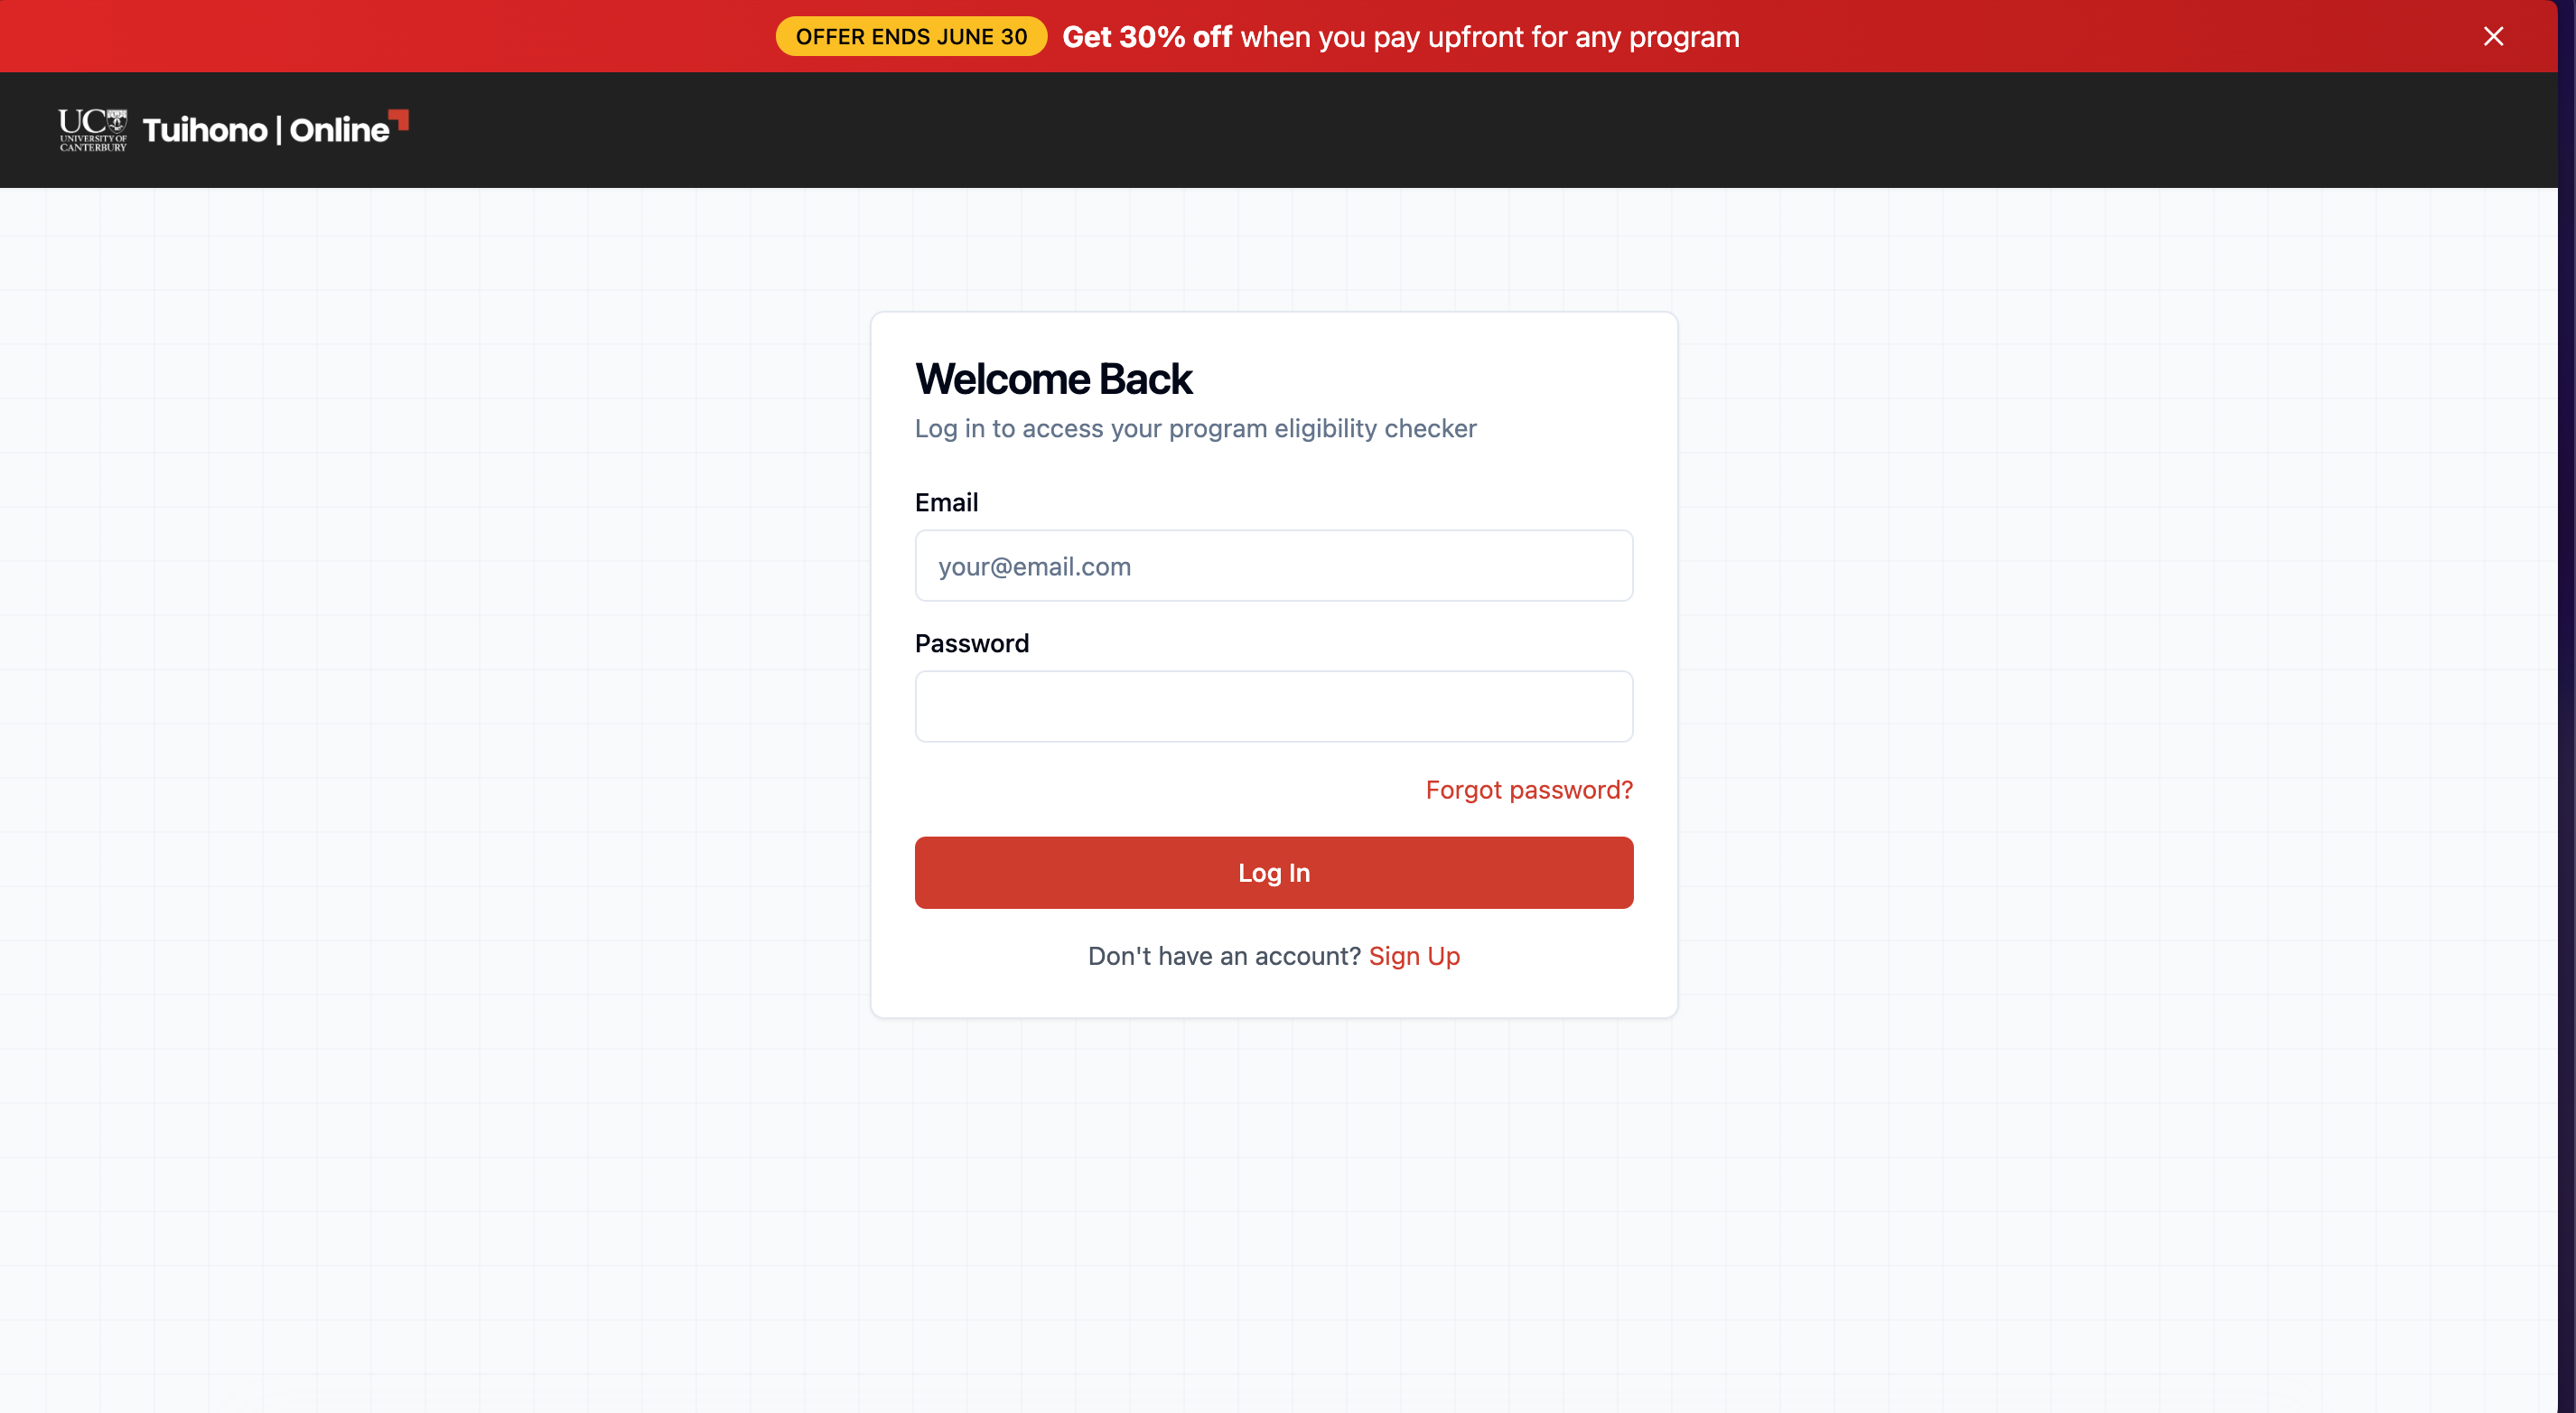 OFFER ENDS JUNE 30 Get 30% off when you pay upfront for any program
UC
UNIVERSITY OF
CANTERBURY
Tuihono | Online
Welcome Back
Log in to access your program eligibility checker
Email
your@email.com
Password
Forgot password?
Log In
Don't have an account? Sign Up